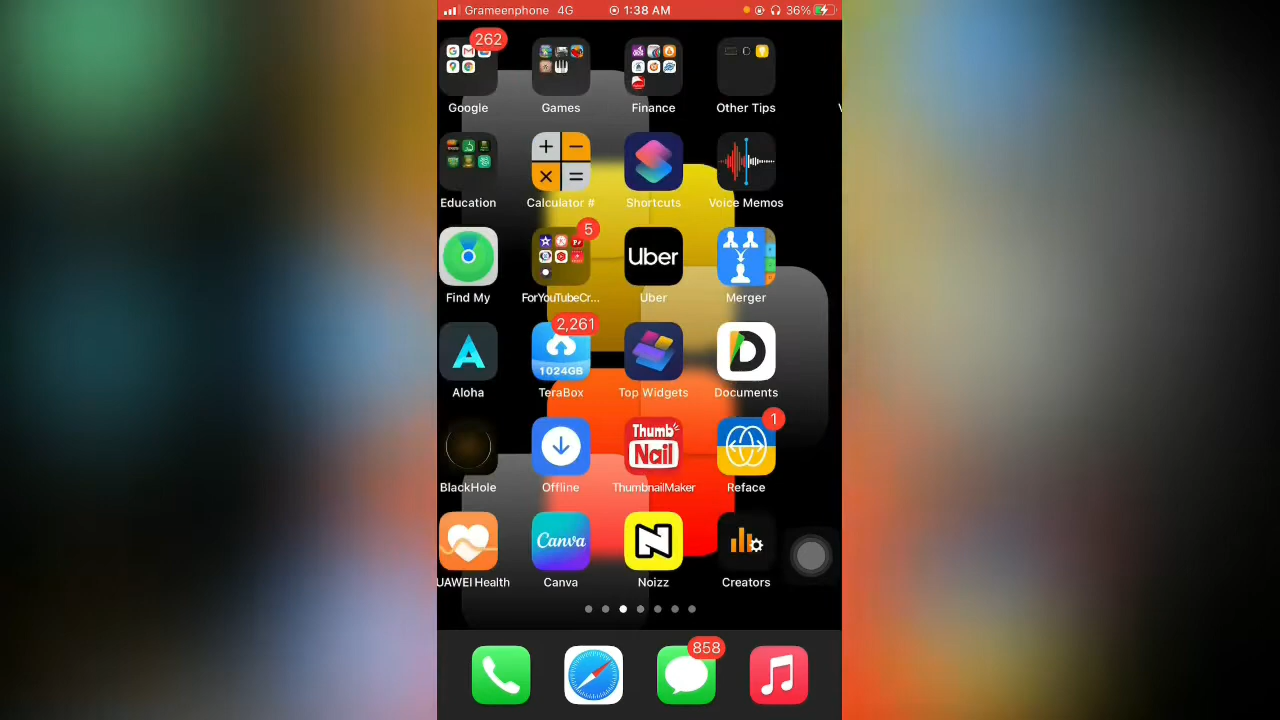 Grameenphone 4G 1:38 AM 36%
262
Google Games Finance Other Tips
Education Calculator # Shortcuts Voice Memos
5
Uber
Find My ForYouTubeCr... Uber Merger
2,261
1024GB
Aloha TeraBox Top Widgets Documents
1
Thumb
Nail
BlackHole Offline ThumbnailMaker Reface
Canva
UAWEI Health Canva Noizz Creators
858